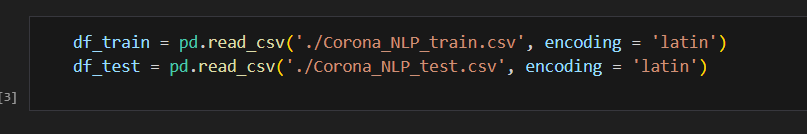 df_train = pd.read_csv('./Corona_NLP_train.csv', encoding = 'latin')
df_test = pd.read_csv('./Corona_NLP_test.csv', encoding = 'latin')
[3]